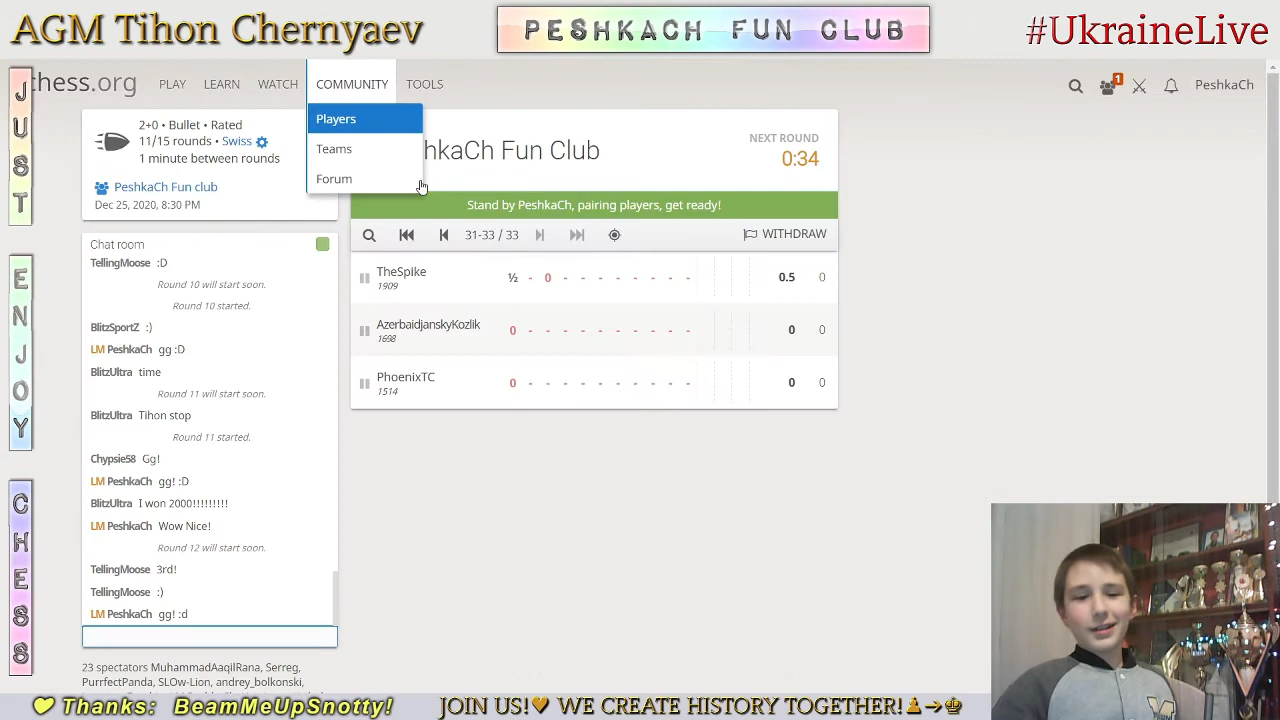 AGM Tihon Chernyaev
PESHKACH FUN CLUB
#UkraineLive
JUST
ENJOY
CHESS
chess.org
PLAY LEARN WATCH COMMUNITY TOOLS
1
PeshkaCh
Players
Teams
Forum
2+0 • Bullet • Rated
11/15 rounds • Swiss
1 minute between rounds
PeshkaCh Fun club
Dec 25, 2020, 8:30 PM
hkaCh Fun Club
NEXT ROUND
0:34
Stand by PeshkaCh, pairing players, get ready!
31-33 / 33
WITHDRAW
TheSpike ½ - 0 - - - - - - - - 0.5 0
1909
AzerbaidjanskyKozlik 0 - - - - - - - - - - 0 0
1698
PhoenixTC 0 - - - - - - - - - - 0 0
1514
Chat room
TellingMoose :D
Round 10 will start soon.
Round 10 started.
BlitzSportZ :)
LM PeshkaCh gg :D
BlitzUltra time
Round 11 will start soon.
BlitzUltra Tihon stop
Round 11 started.
Chypsie58 Gg!
LM PeshkaCh gg! :D
BlitzUltra I won 2000!!!!!!!!!
LM PeshkaCh Wow Nice!
Round 12 will start soon.
TellingMoose 3rd!
TellingMoose :)
LM PeshkaCh gg! :d
23 spectators MuhammadAaqilRana, Serreg,
PurrfectPanda, SLOw-Lion, andrey_bolkonski,
Thanks: BeamMeUpSnotty!
JOIN US! WE CREATE HISTORY TOGETHER!